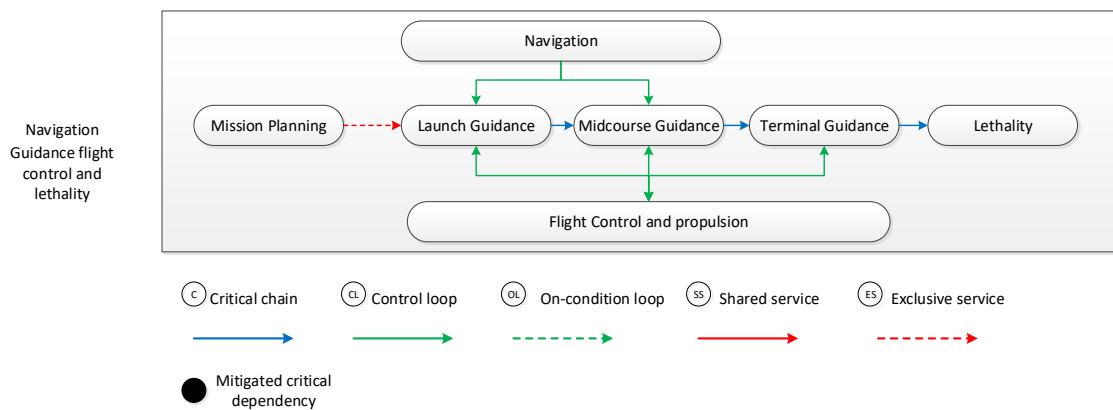 Navigation
Mission Planning
Launch Guidance
Midcourse Guidance
Terminal Guidance
Lethality
Navigation
Guidance flight
control and
lethality
Flight Control and propulsion
C Critical chain
CL Control loop
OL On-condition loop
SS Shared service
ES Exclusive service
Mitigated critical
dependency